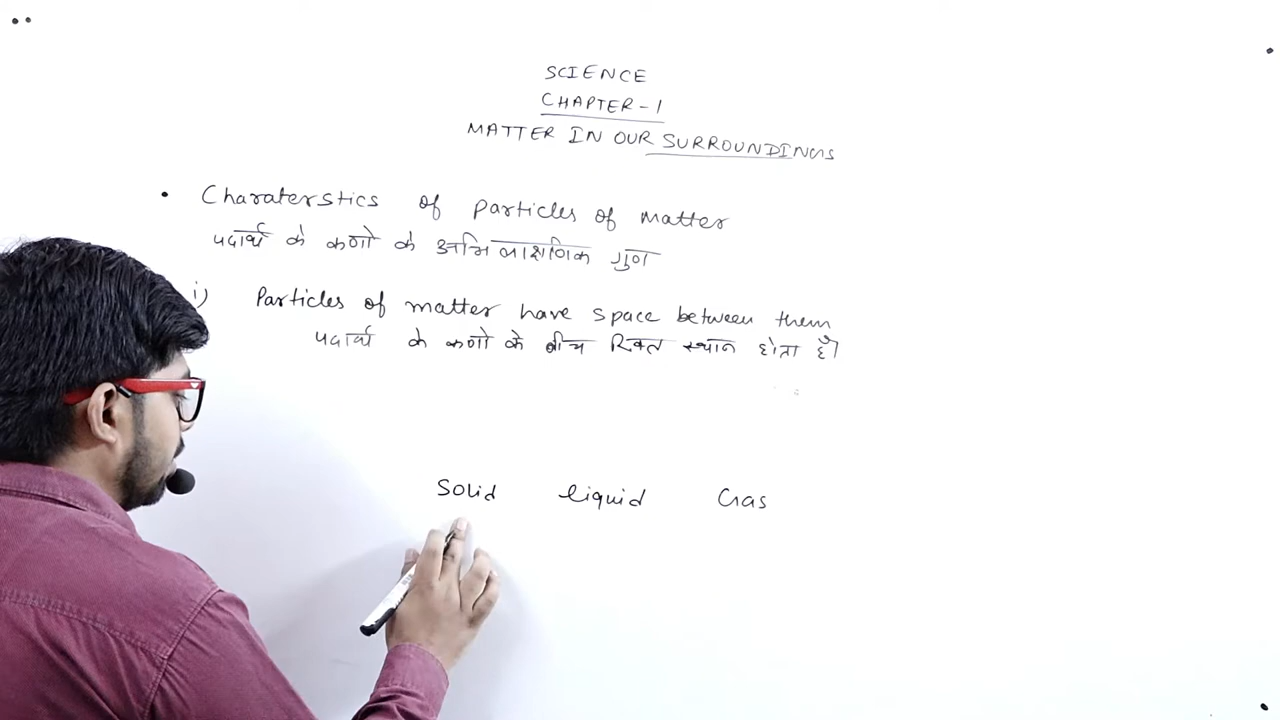 SCIENCE
CHAPTER-1
MATTER IN OUR SURROUNDINGS
• Charaterstics of particles of matter
पदार्थ के कणो के अभिलाक्षणिक गुण
i) Particles of matter have space between them
पदार्थ के कणो के बीच रिक्त स्थान होता है
Solid liquid Gas